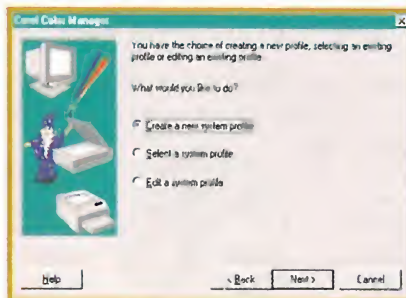 Corel Color Manager
You have the choice of creating a new profile, selecting an existing
profile or editing an existing profile.
What would you like to do?
Create a new system profile
Select a system profile
Edit a system profile
Help
< Back
Next >
Cancel